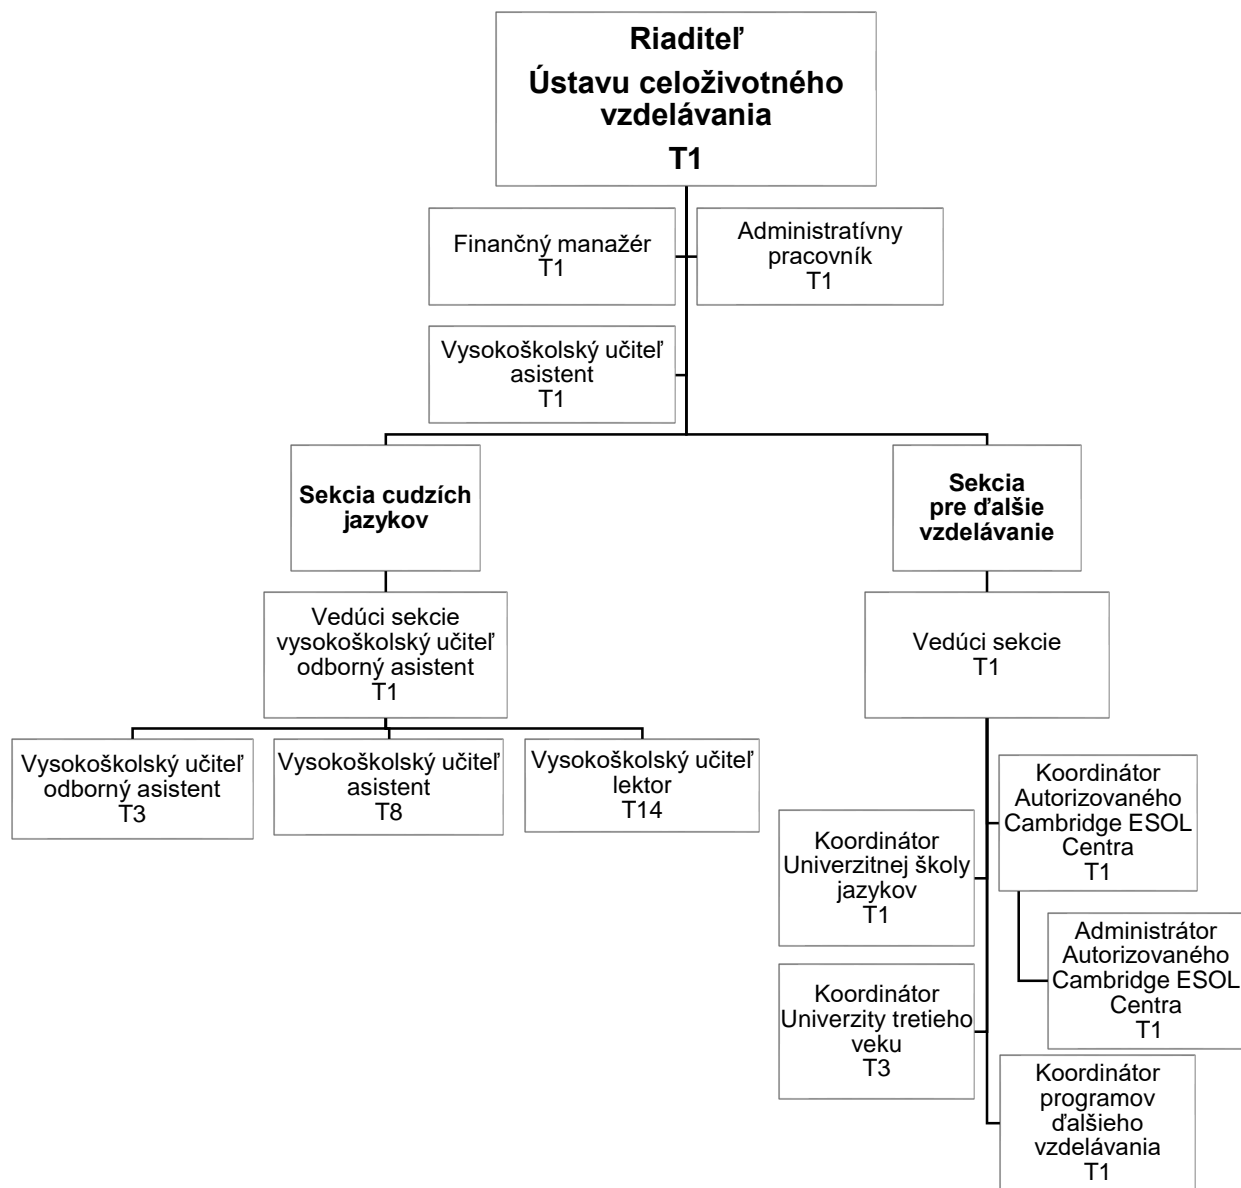 Riaditeľ
Ústavu celoživotného
vzdelávania
T1
Finančný manažér
T1
Administratívny
pracovník
T1
Vysokoškolský učiteľ
asistent
T1
Sekcia cudzích
jazykov
Sekcia
pre ďalšie
vzdelávanie
Vedúci sekcie
vysokoškolský učiteľ
odborný asistent
T1
Vedúci sekcie
T1
Vysokoškolský učiteľ
odborný asistent
T3
Vysokoškolský učiteľ
asistent
T8
Vysokoškolský učiteľ
lektor
T14
Koordinátor
Univerzitnej školy
jazykov
T1
Koordinátor
Autorizovaného
Cambridge ESOL
Centra
T1
Administrátor
Autorizovaného
Cambridge ESOL
Centra
T1
Koordinátor
Univerzity tretieho
veku
T3
Koordinátor
programov
ďalšieho
vzdelávania
T1